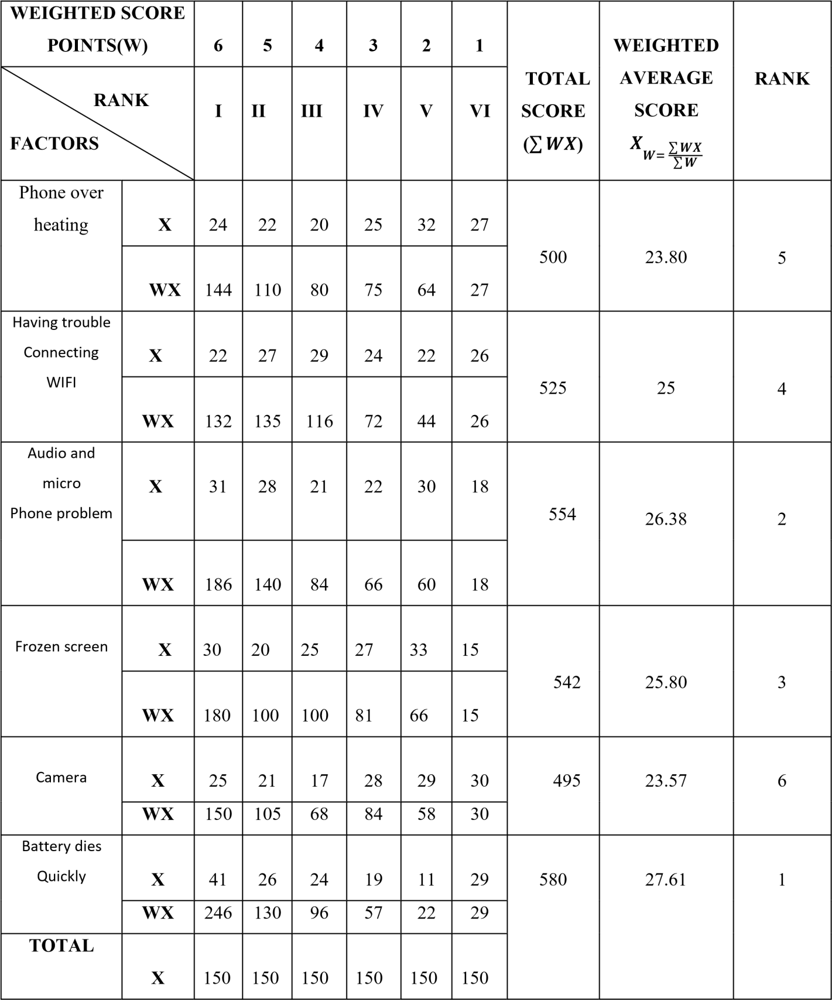 WEIGHTED SCORE
POINTS(W) 6 5 4 3 2 1
RANK
FACTORS
I II III IV V VI
TOTAL
SCORE
(∑ WX)
WEIGHTED
AVERAGE
SCORE
X W= ∑ WX / ∑ W
RANK
Phone over
heating
X 24 22 20 25 32 27
WX 144 110 80 75 64 27
500 23.80 5
Having trouble
Connecting
WIFI
X 22 27 29 24 22 26
WX 132 135 116 72 44 26
525 25 4
Audio and
micro
Phone problem
X 31 28 21 22 30 18
WX 186 140 84 66 60 18
554 26.38 2
Frozen screen
X 30 20 25 27 33 15
WX 180 100 100 81 66 15
542 25.80 3
Camera
X 25 21 17 28 29 30
WX 150 105 68 84 58 30
495 23.57 6
Battery dies
Quickly
X 41 26 24 19 11 29
WX 246 130 96 57 22 29
580 27.61 1
TOTAL
X 150 150 150 150 150 150